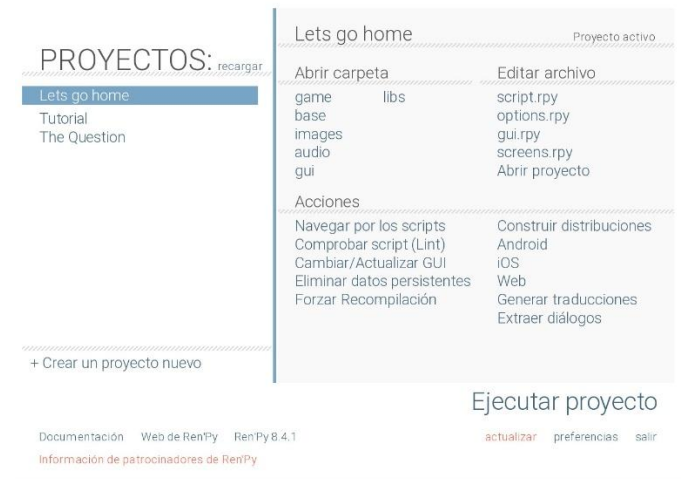 PROYECTOS: recargar
Lets go home
Tutorial
The Question
+ Crear un proyecto nuevo
Lets go home Proyecto activo
Abrir carpeta
game libs
base
images
audio
gui
Editar archivo
script.rpy
options.rpy
gui.rpy
screens.rpy
Abrir proyecto
Acciones
Navegar por los scripts
Comprobar script (Lint)
Cambiar/Actualizar GUI
Eliminar datos persistentes
Forzar Recompilación
Construir distribuciones
Android
iOS
Web
Generar traducciones
Extraer diálogos
Ejecutar proyecto
Documentación Web de Ren'Py Ren'Py 8.4.1 actualizar preferencias salir
Información de patrocinadores de Ren'Py